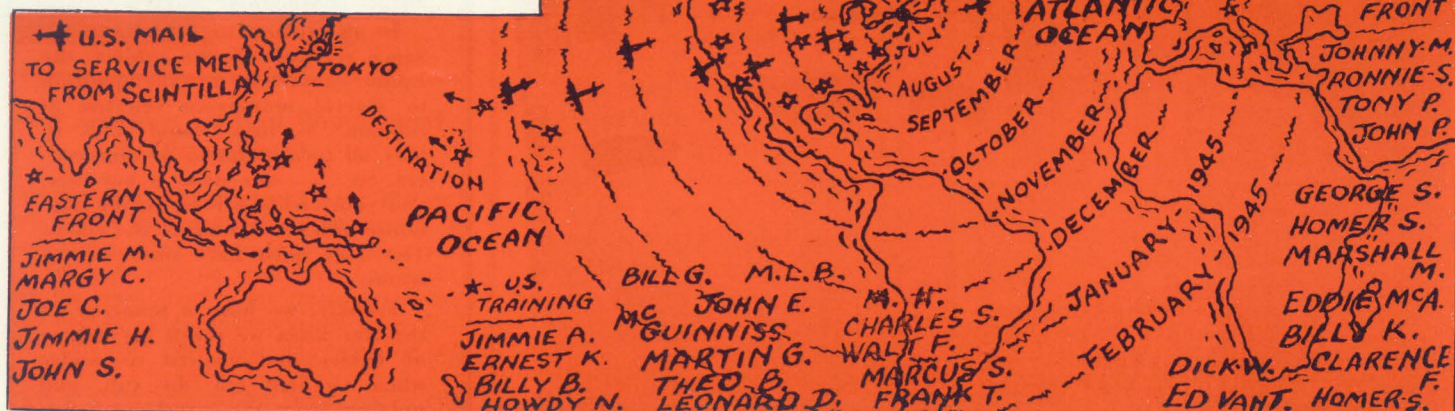 U.S. MAIL
TO SERVICE MEN
FROM SCINTILLA
TOKYO
DESTINATION
PACIFIC
OCEAN
EASTERN
FRONT
JIMMIE M.
MARGY C.
JOE C.
JIMMIE H.
JOHN S.
U.S.
TRAINING
JIMMIE A.
ERNEST K.
BILLY B.
HOWDY N.
BILL G. M.L.B.
JOHN E.
MCGUINNISS
MARTIN G.
THEO. B.
LEONARD D.
M. H.
CHARLES S.
WALT F.
MARCUS S.
FRANK T.
ATLANTIC
OCEAN
JULY
AUGUST
SEPTEMBER
OCTOBER
NOVEMBER
DECEMBER
JANUARY 1945
FEBRUARY 1945
FRONT
JOHNNY-M.
RONNIE-S.
TONY P.
JOHN P.
GEORGE S.
HOMER S.
MARSHALL
M.
EDDIE MCA.
BILLY K.
DICK-W. CLARENCE
F.
ED VANT. HOMER-S.